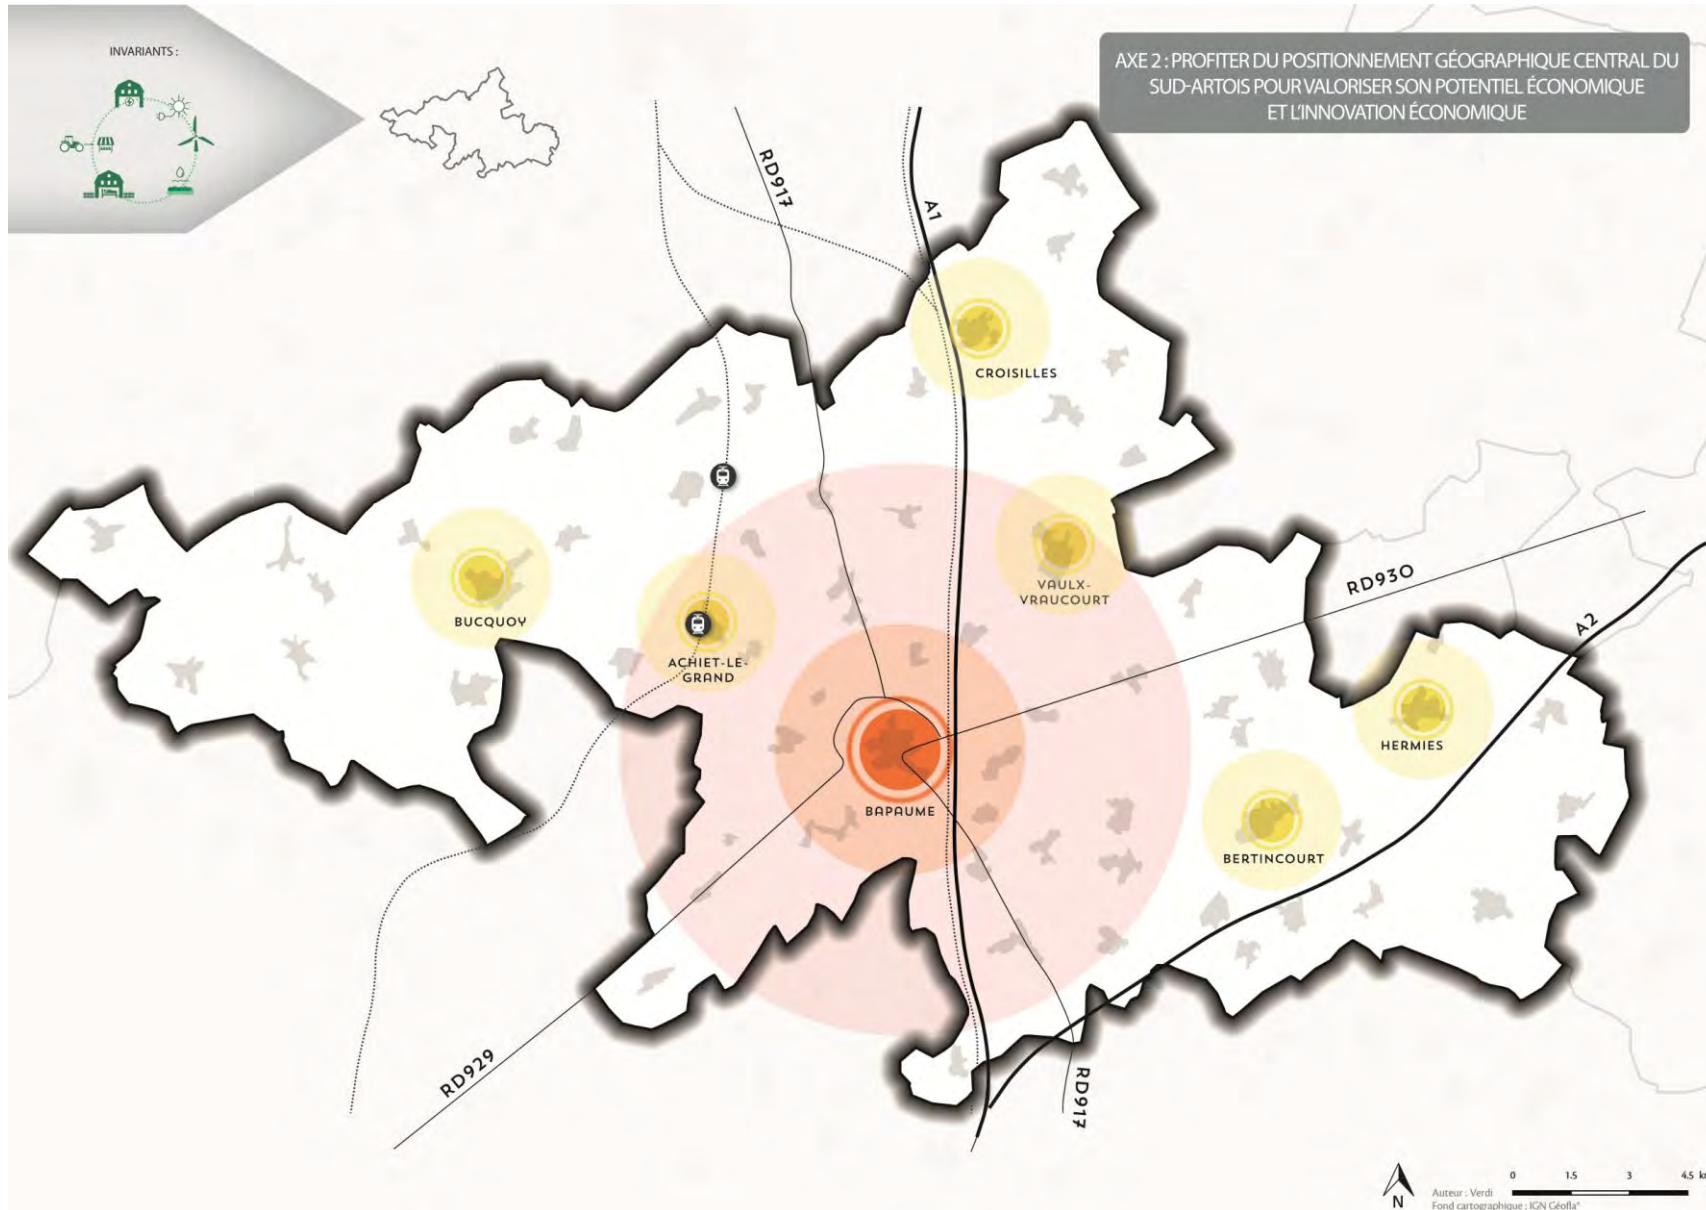 INVARIANTS :
AXE 2 : PROFITER DU POSITIONNEMENT GÉOGRAPHIQUE CENTRAL DU
SUD-ARTOIS POUR VALORISER SON POTENTIEL ÉCONOMIQUE
ET L'INNOVATION ÉCONOMIQUE
RD917
A1
CROISILLES
VAULX-
VRAUCOURT
RD930
A2
BUCQUOY
ACHIET-LE-
GRAND
HERMIES
BAPAUME
BERTINCOURT
RD929
RD917
N
Auteur : Verdi
Fond cartographique : IGN Géofla®
0 1.5 3 4.5 km